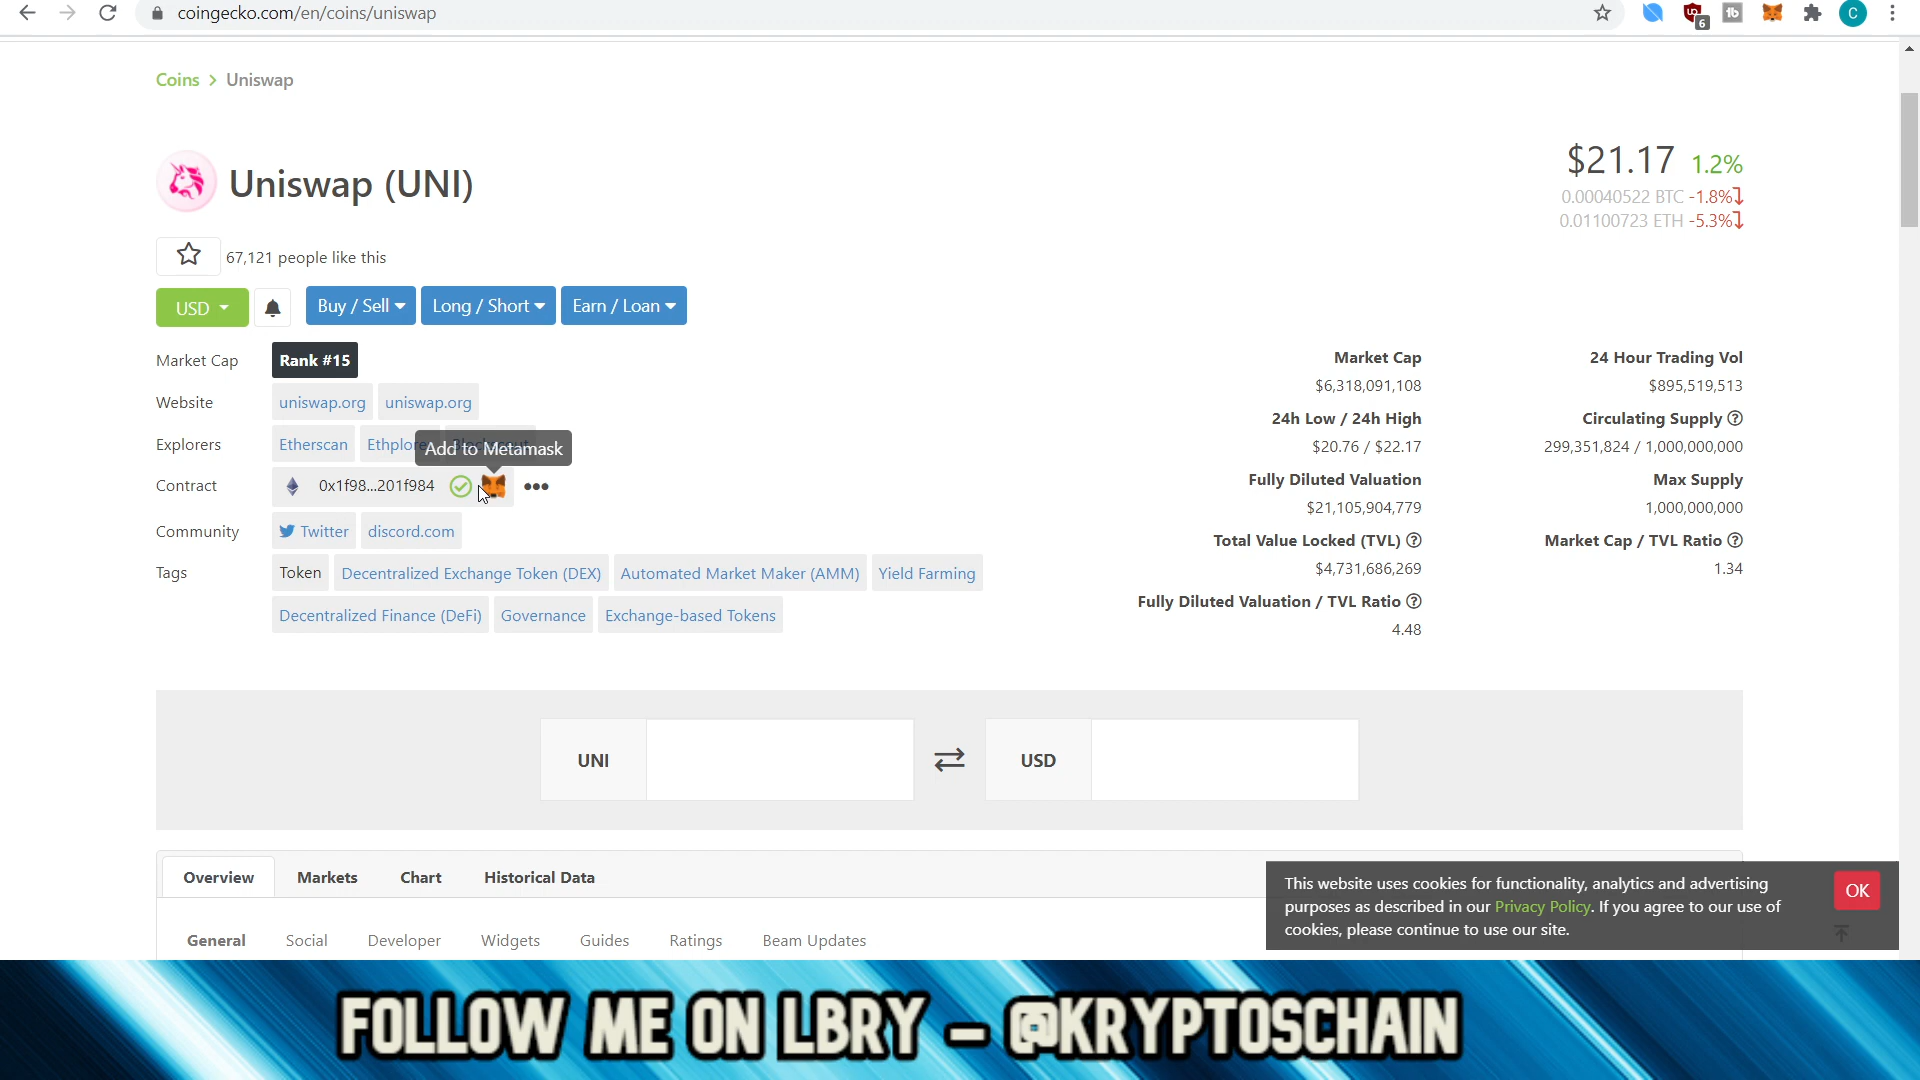 coingecko.com/en/coins/uniswap
6
C
Coins > Uniswap
Uniswap (UNI)
67,121 people like this
USD
Buy / Sell
Long / Short
Earn / Loan
Market Cap
Rank #15
Website
uniswap.org
uniswap.org
Explorers
Etherscan
Ethplore
Add to Metamask
Contract
0x1f98...201f984
•••
Community
Twitter
discord.com
Tags
Token
Decentralized Exchange Token (DEX)
Automated Market Maker (AMM)
Yield Farming
Decentralized Finance (DeFi)
Governance
Exchange-based Tokens
$21.17 1.2%
0.00040522 BTC -1.8%
0.01100723 ETH -5.3%
Market Cap
$6,318,091,108
24h Low / 24h High
$20.76 / $22.17
Fully Diluted Valuation
$21,105,904,779
Total Value Locked (TVL)
$4,731,686,269
Fully Diluted Valuation / TVL Ratio
4.48
24 Hour Trading Vol
$895,519,513
Circulating Supply
299,351,824 / 1,000,000,000
Max Supply
1,000,000,000
Market Cap / TVL Ratio
1.34
UNI
USD
Overview
Markets
Chart
Historical Data
General
Social
Developer
Widgets
Guides
Ratings
Beam Updates
This website uses cookies for functionality, analytics and advertising
purposes as described in our Privacy Policy. If you agree to our use of
cookies, please continue to use our site.
OK
FOLLOW ME ON LBRY – @KRYPTOSCHAIN